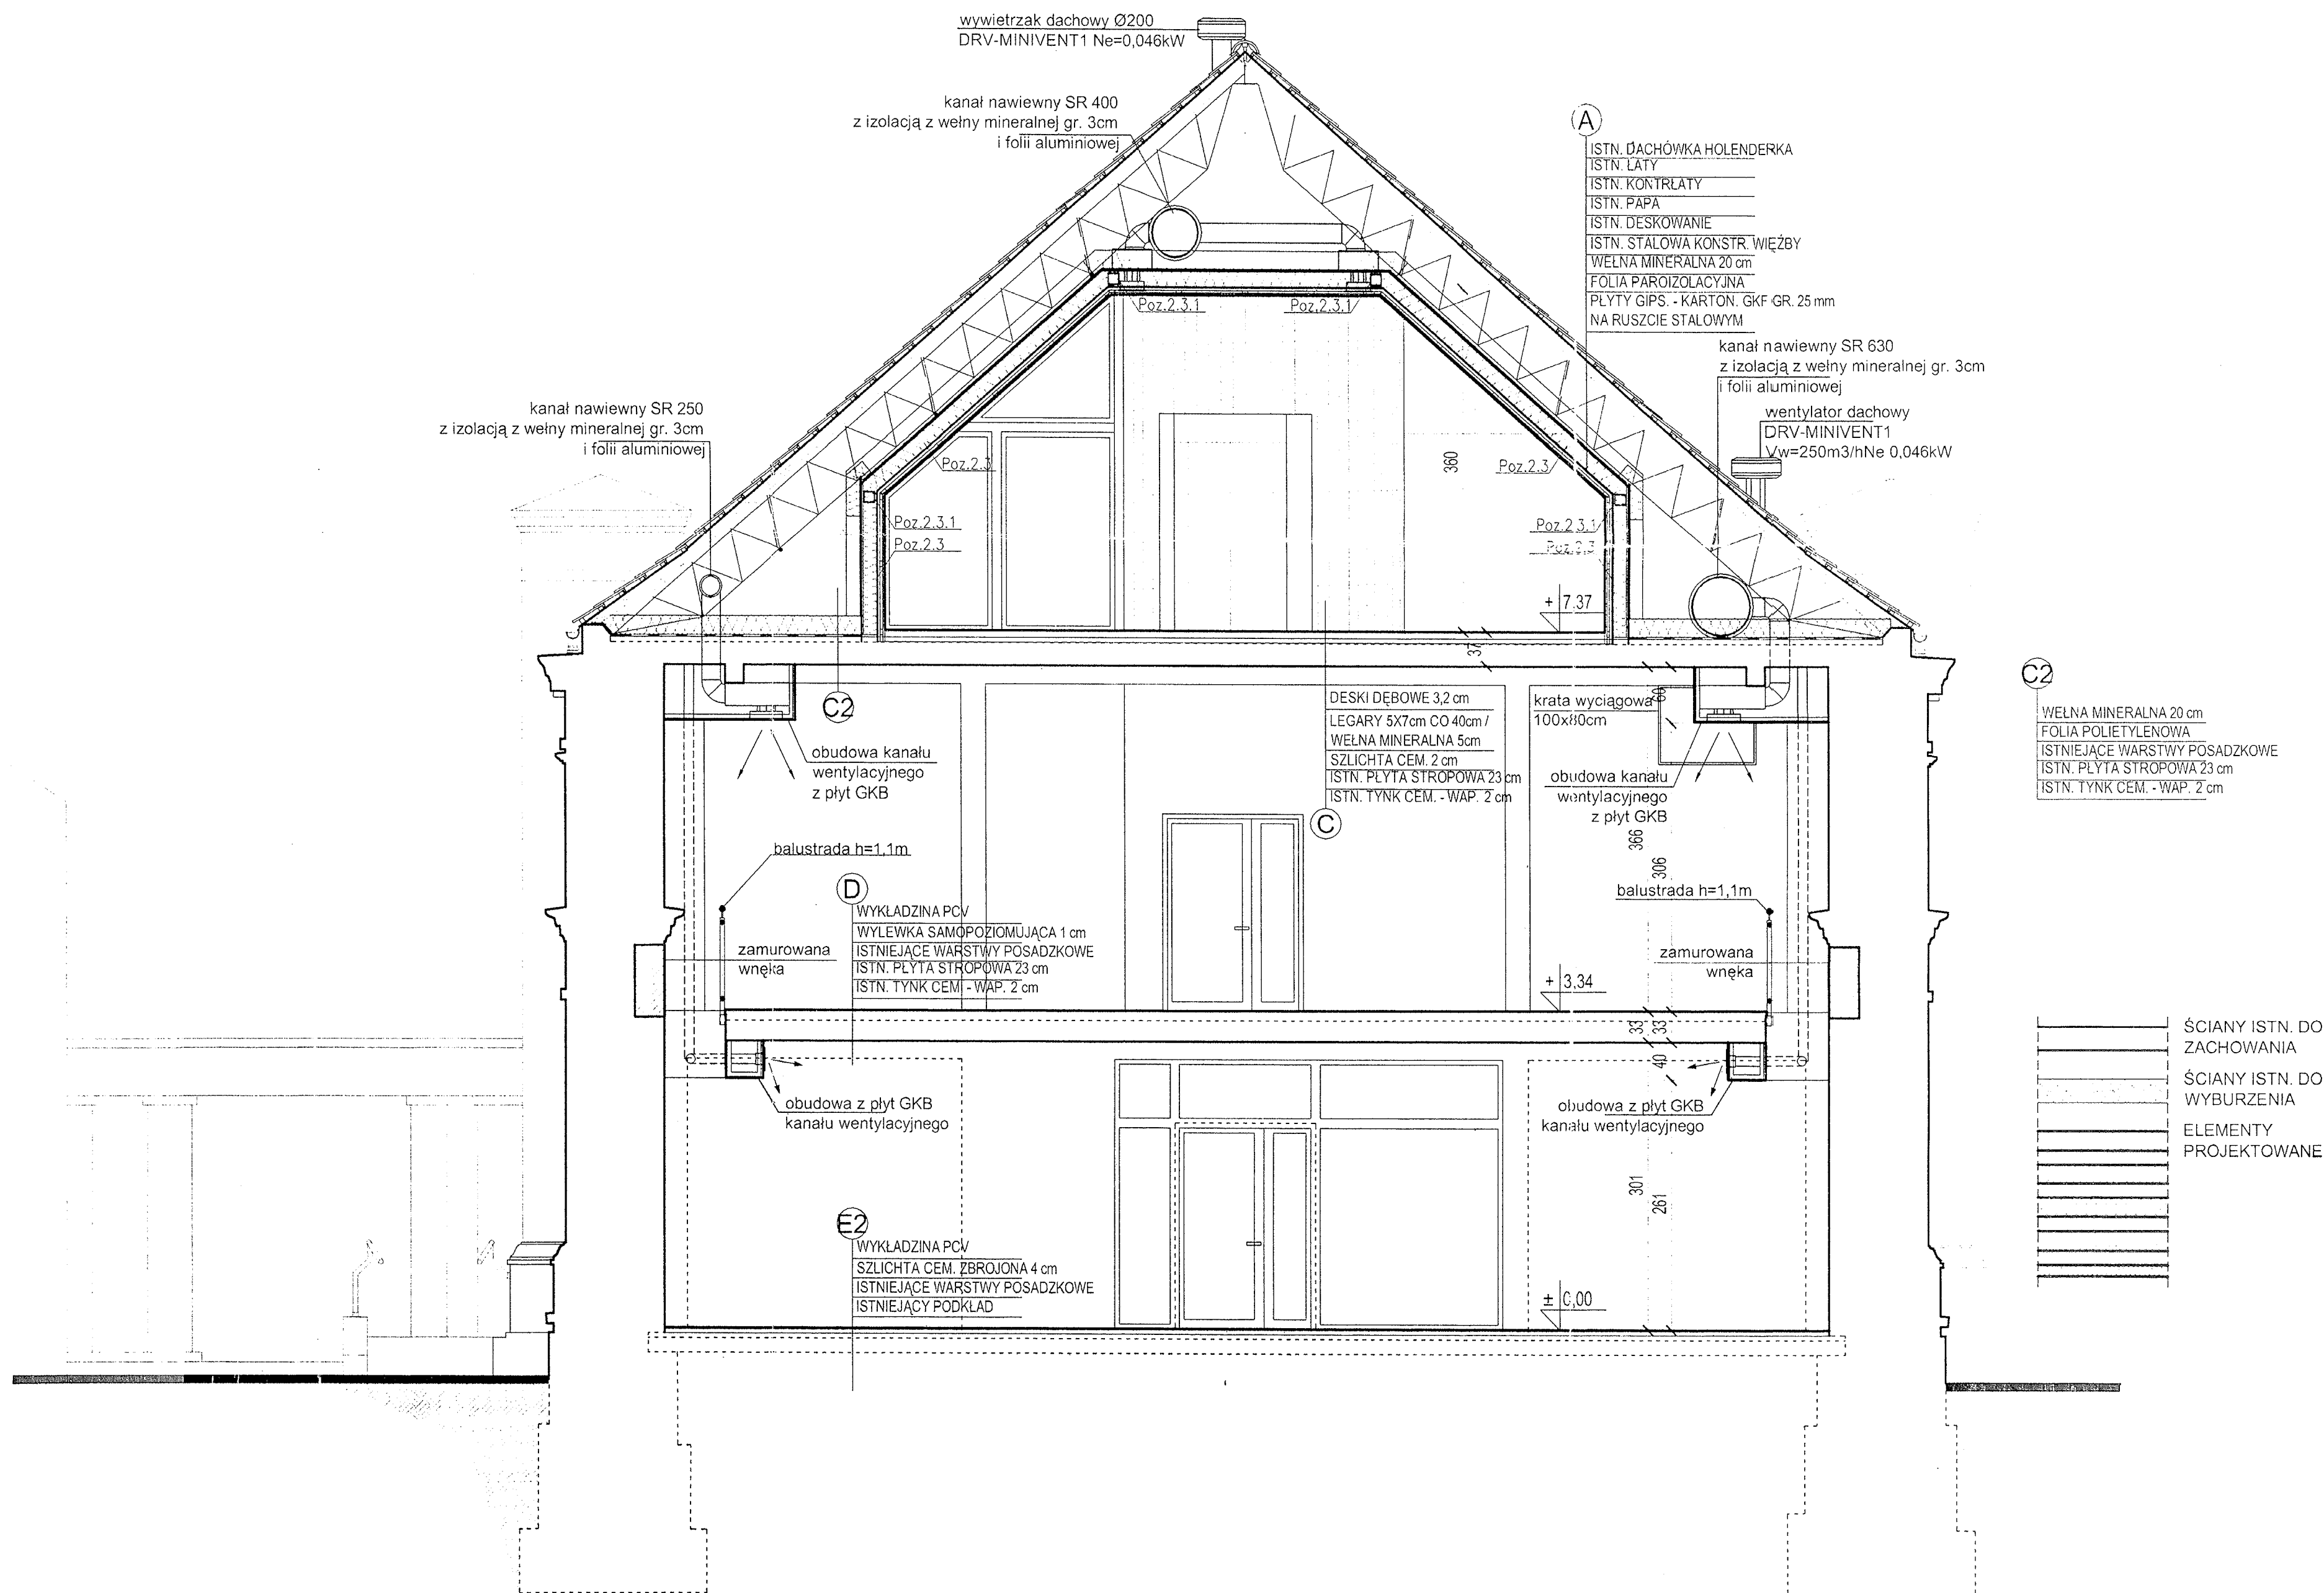 wywietrzak dachowy Ø200
DRV-MINIVENT1 Ne=0,046kW
kanał nawiewny SR 400
z izolacją z wełny mineralnej gr. 3cm
i folii aluminiowej
A
ISTN. DACHÓWKA HOLENDERKA
ISTN. ŁATY
ISTN. KONTRŁATY
ISTN. PAPA
ISTN. DESKOWANIE
ISTN. STALOWA KONSTR. WIĘŹBY
WEŁNA MINERALNA 20 cm
FOLIA PAROIZOLACYJNA
PŁYTY GIPS. - KARTON. GKF GR. 25 mm
NA RUSZCIE STALOWYM
kanał nawiewny SR 630
z izolacją z wełny mineralnej gr. 3cm
i folii aluminiowej
wentylator dachowy
DRV-MINIVENT1
Vw=250m3/hNe 0,046kW
kanał nawiewny SR 250
z izolacją z wełny mineralnej gr. 3cm
i folii aluminiowej
Poz.2.3.1
Poz.2.3.1
Poz.2.3
360
Poz.2.3
Poz.2.3.1
Poz.2.3
Poz.2.3.1
Poz.2.3
+ 7,37
37
C2
DESKI DĘBOWE 3,2 cm
LEGARY 5X7cm CO 40cm /
WEŁNA MINERALNA 5cm
SZLICHTA CEM. 2 cm
ISTN. PŁYTA STROPOWA 23 cm
ISTN. TYNK CEM. - WAP. 2 cm
C
krata wyciągowa
100x80cm
60
obudowa kanału
wentylacyjnego
z płyt GKB
obudowa kanału
wentylacyjnego
z płyt GKB
C2
WEŁNA MINERALNA 20 cm
FOLIA POLIETYLENOWA
ISTNIEJĄCE WARSTWY POSADZKOWE
ISTN. PŁYTA STROPOWA 23 cm
ISTN. TYNK CEM. - WAP. 2 cm
366
306
balustrada h=1,1m
balustrada h=1,1m
D
WYKŁADZINA PCV
WYLEWKA SAMOPOZIOMUJĄCA 1 cm
ISTNIEJĄCE WARSTWY POSADZKOWE
ISTN. PŁYTA STROPOWA 23 cm
ISTN. TYNK CEM. - WAP. 2 cm
zamurowana
wnęka
zamurowana
wnęka
+ 3,34
33
33
40
obudowa z płyt GKB
kanału wentylacyjnego
obudowa z płyt GKB
kanału wentylacyjnego
301
261
E2
WYKŁADZINA PCV
SZLICHTA CEM. ZBROJONA 4 cm
ISTNIEJĄCE WARSTWY POSADZKOWE
ISTNIEJĄCY PODKŁAD
± 0,00
ŚCIANY ISTN. DO
ZACHOWANIA
ŚCIANY ISTN. DO
WYBURZENIA
ELEMENTY
PROJEKTOWANE